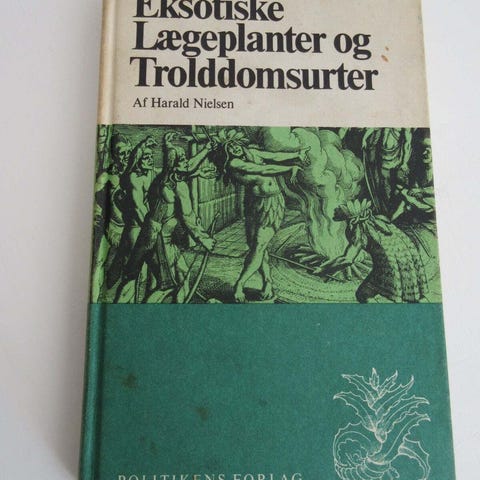 Eksotiske
Lægeplanter og
Trolddomsurter
Af Harald Nielsen
POLITIKENS FORLAG